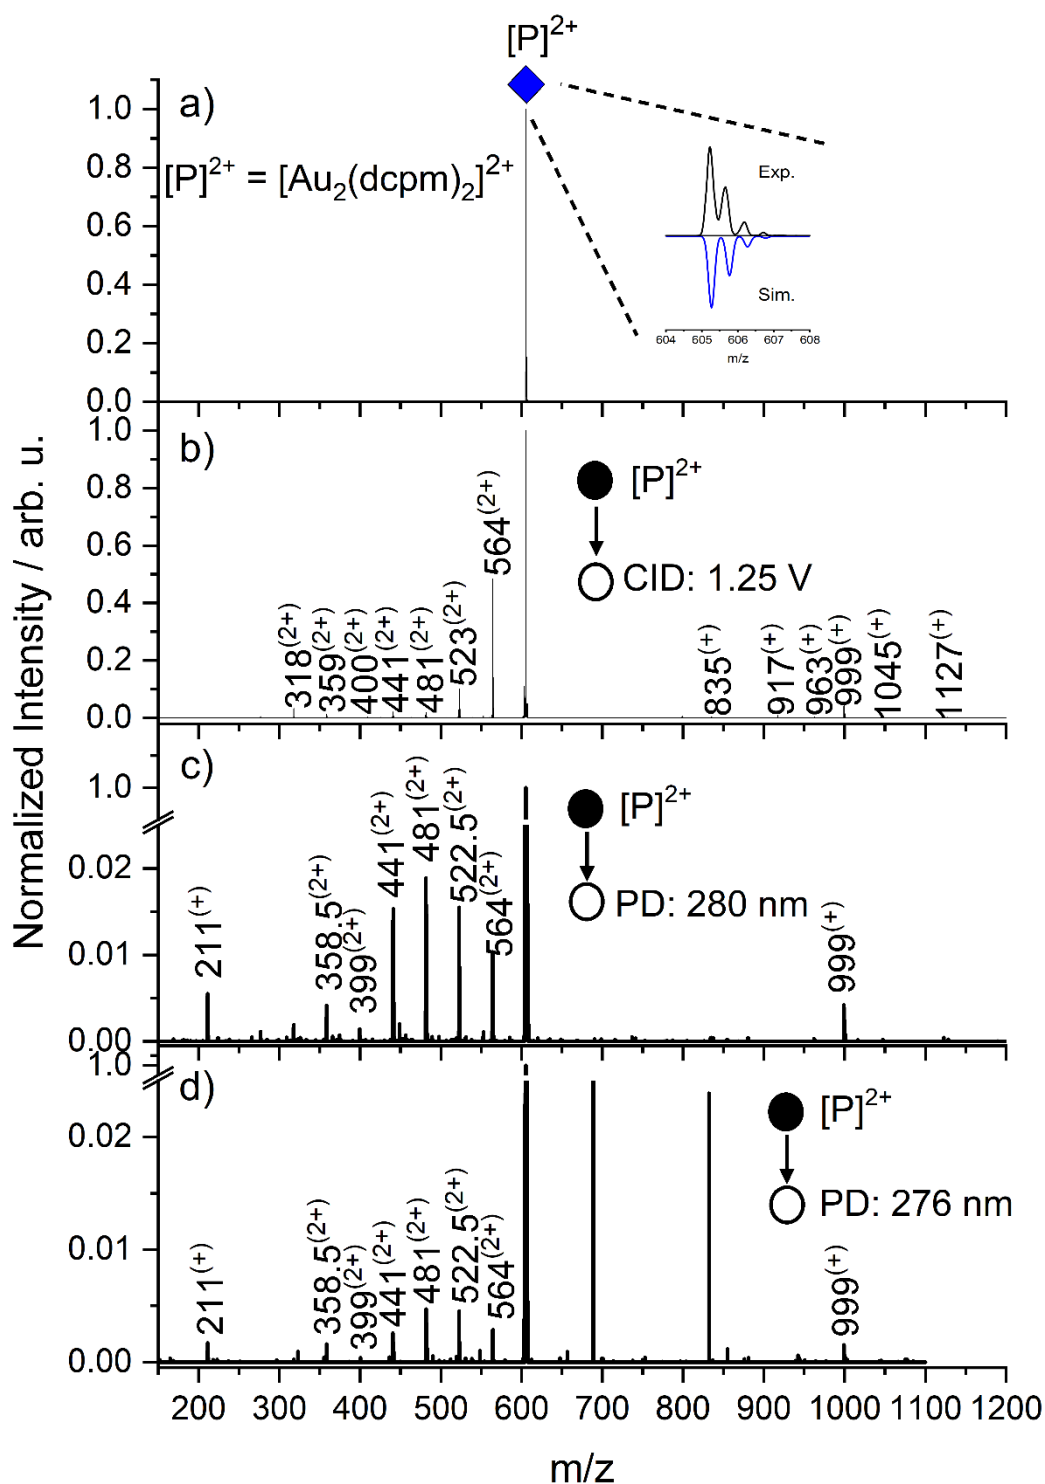 [P]²⁺
a)
[P]²⁺ = [Au₂(dcpm)₂]²⁺
Exp.
Sim.
604 605 606 607 608
m/z
1.0
0.8
0.6
0.4
0.2
0.0
b)
[P]²⁺
CID: 1.25 V
318⁽²⁺⁾
359⁽²⁺⁾
400⁽²⁺⁾
441⁽²⁺⁾
481⁽²⁺⁾
523⁽²⁺⁾
564⁽²⁺⁾
835⁽⁺⁾
917⁽⁺⁾
963⁽⁺⁾
999⁽⁺⁾
1045⁽⁺⁾
1127⁽⁺⁾
1.0
0.8
0.6
0.4
0.2
0.0
Normalized Intensity / arb. u.
c)
[P]²⁺
PD: 280 nm
211⁽⁺⁾
358.5⁽²⁺⁾
399⁽²⁺⁾
441⁽²⁺⁾
481⁽²⁺⁾
522.5⁽²⁺⁾
564⁽²⁺⁾
999⁽⁺⁾
1.0
0.02
0.01
0.00
d)
[P]²⁺
PD: 276 nm
211⁽⁺⁾
358.5⁽²⁺⁾
399⁽²⁺⁾
441⁽²⁺⁾
481⁽²⁺⁾
522.5⁽²⁺⁾
564⁽²⁺⁾
999⁽⁺⁾
1.0
0.02
0.01
0.00
200 300 400 500 600 700 800 900 1000 1100 1200
m/z